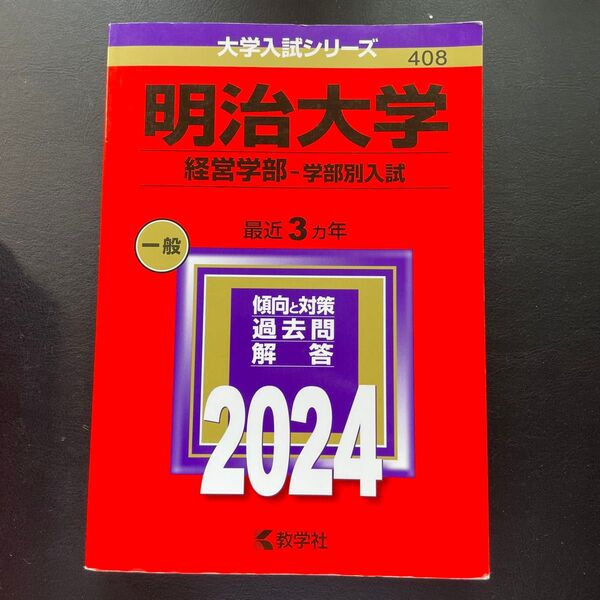 大学入試シリーズ
408
明治大学
経営学部-学部別入試
最近3ヵ年
一般
傾向と対策
過去問
解答
2024
教学社